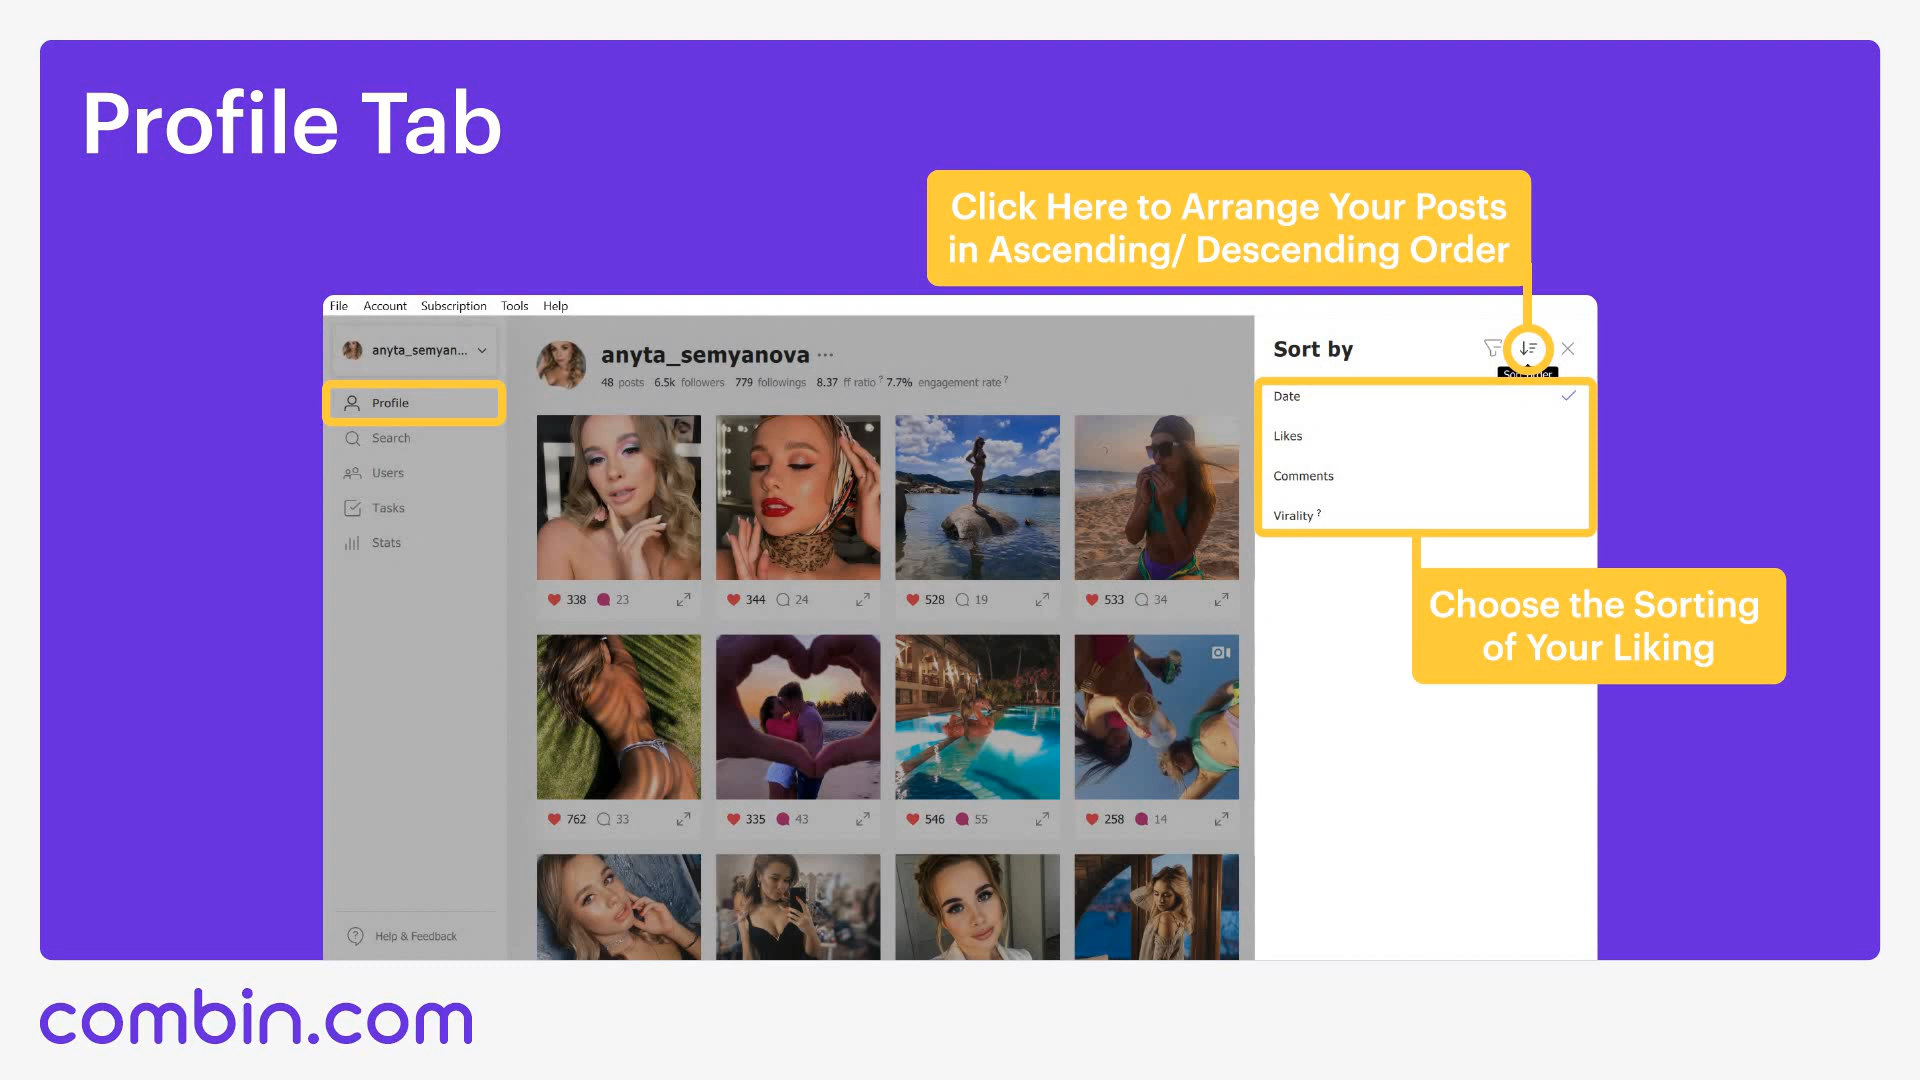 Profile Tab
Click Here to Arrange Your Posts
in Ascending/ Descending Order
File Account Subscription Tools Help
anyta_semyan...
anyta_semyanova ...
48 posts 6.5k followers 779 followings 8.37 ff ratio ? 7.7% engagement rate ?
Sort by
Profile
Search
Users
Tasks
Stats
Date
Likes
Comments
Virality ?
338 23
344 24
528 19
533 34
Choose the Sorting
of Your Liking
762 33
335 43
546 55
258 14
Help & Feedback
combin.com